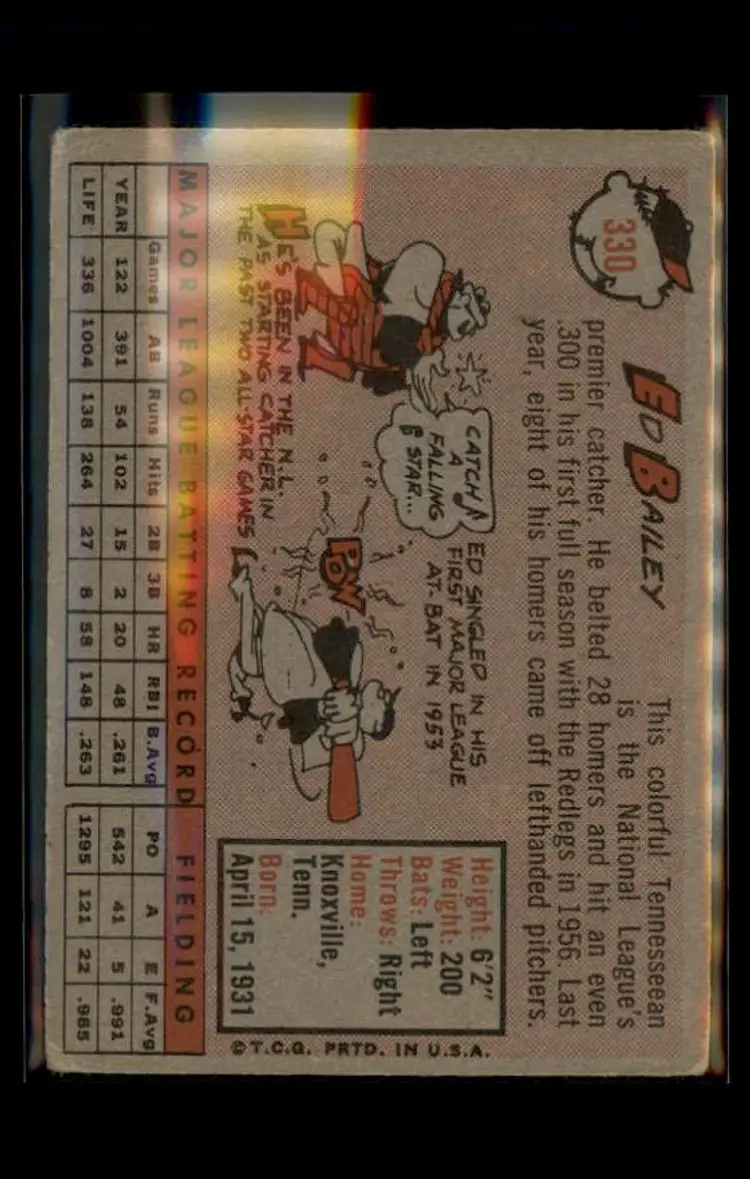 330
ED BAILEY
This colorful Tennesseean
is the National League's
premier catcher. He belted 28 homers and hit an even
.300 in his first full season with the Redlegs in 1956. Last
year, eight of his homers came off lefthanded pitchers.
CATCH
A
FALLING
STAR...
HE'S BEEN IN THE N.L.
AS STARTING CATCHER IN
THE PAST TWO ALL-STAR GAMES
ED SINGLED IN HIS
FIRST MAJOR LEAGUE
AT-BAT IN 1953
POW
Height: 6'2"
Weight: 200
Bats: Left
Throws: Right
Home:
Knoxville,
Tenn.
Born:
April 15, 1931
MAJOR LEAGUE BATTING RECORD FIELDING
Games AB Runs Hits 2B 3B HR RBI B.Avg PO A E F.Avg
YEAR 122 391 54 102 15 2 20 48 .261 542 41 5 .991
LIFE 336 1004 138 264 27 8 58 148 .263 1295 121 22 .985
©T.C.G. PRTD. IN U.S.A.